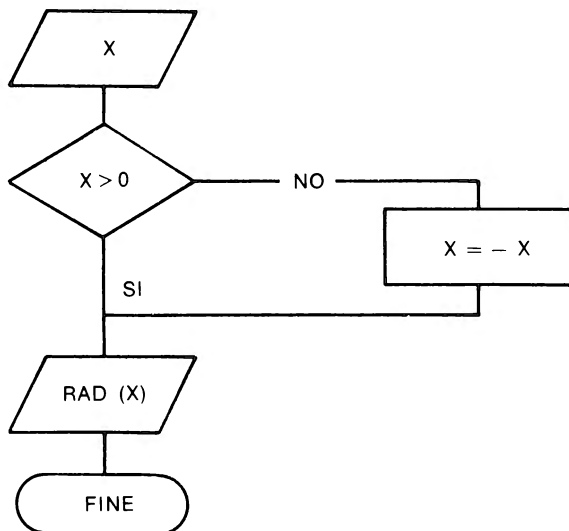 X
X > 0
NO
X = – X
SI
RAD (X)
FINE